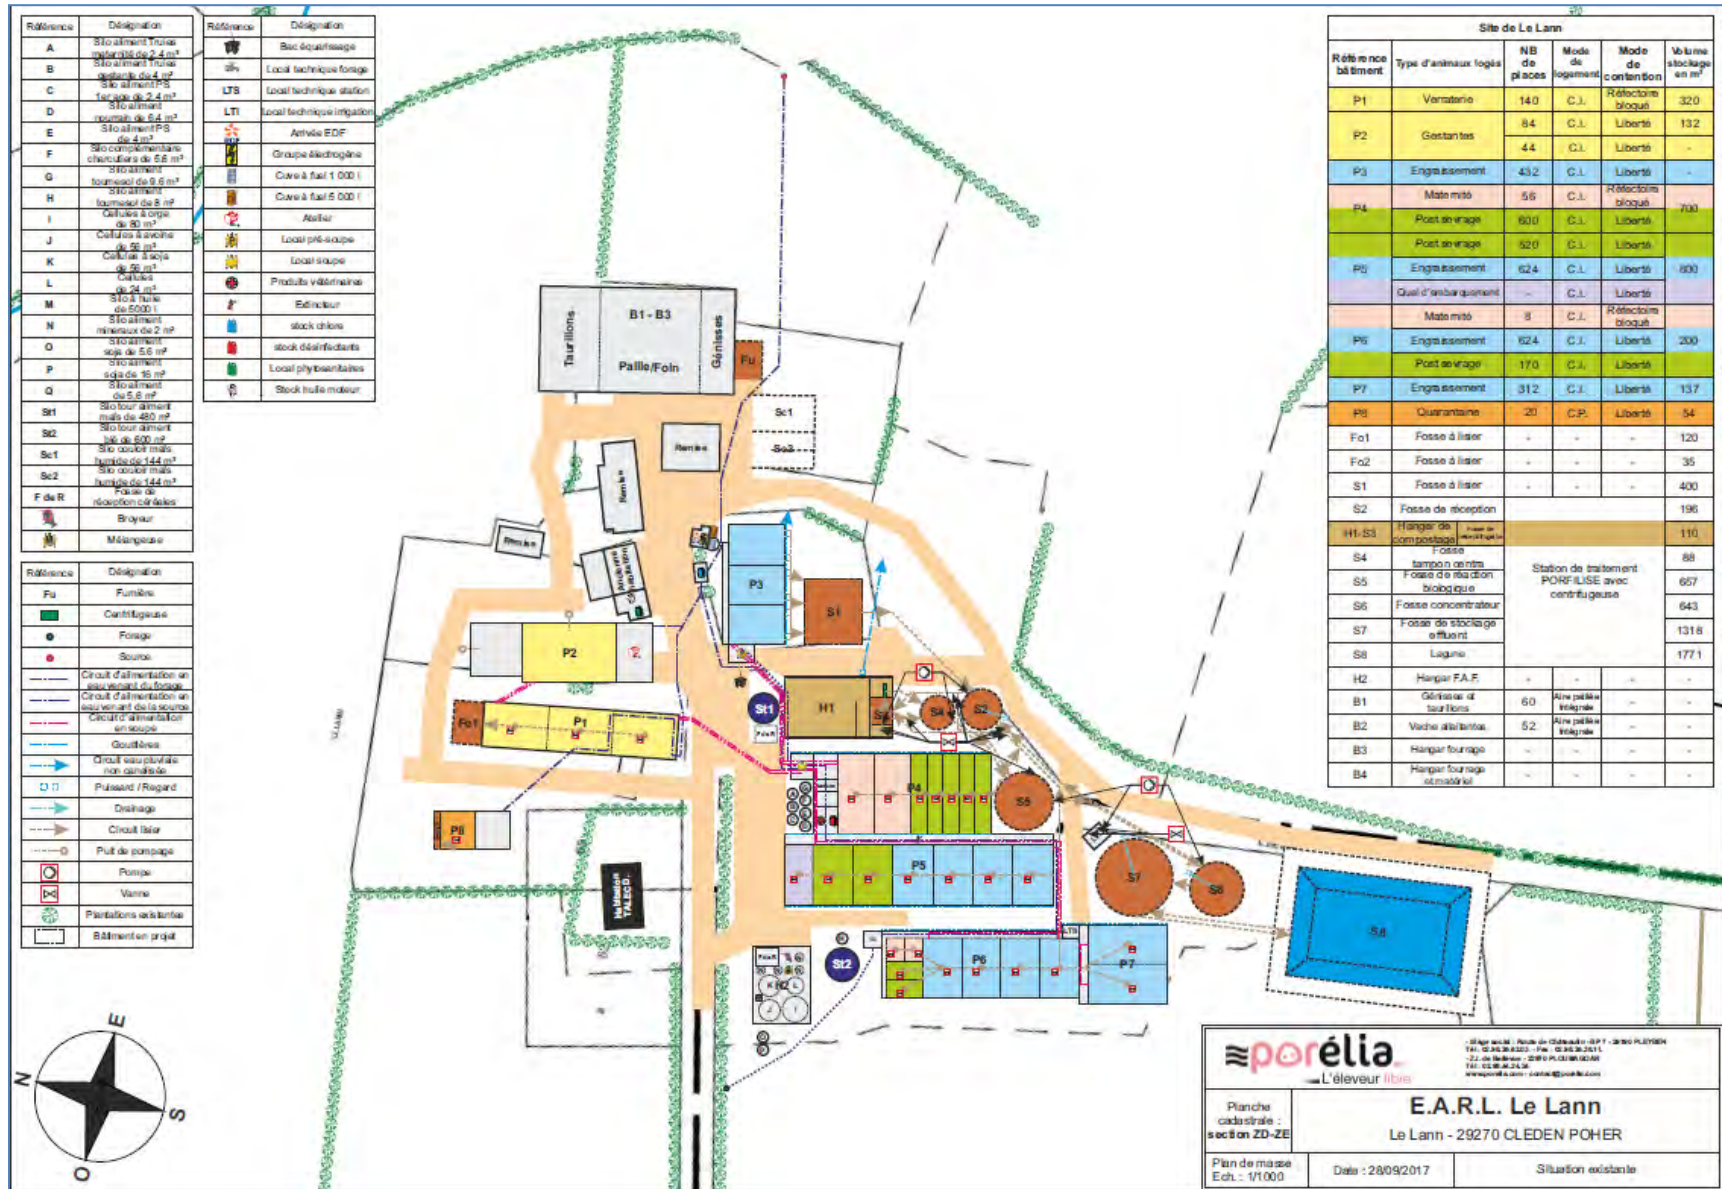 Référence Désignation
A Silo aliment Truies
maternité de 2.4 m³
B Silo aliment Truies
gestante de 4 m³
C Silo aliment PS
1er age de 2.4 m³
D Silo aliment
nourrain de 6.4 m³
E Silo aliment PS
de 4 m³
F Silo complémentaire
charcutiers de 5.6 m³
G Silo aliment
tournesol de 9.6 m³
H Silo aliment
tournesol de 8 m³
I Cellules à orge
de 80 m³
J Cellules à avoine
de 56 m³
K Cellules à soja
de 56 m³
L Cellules
de 24 m³
M Silo à huile
de 5000 l
N Silo aliment
mineraux de 2 m³
O Silo aliment
soja de 5.6 m³
P Silo aliment
soja de 16 m³
Q Silo aliment
de 5,6 m³
St1 Silo tour aliment
maïs de 480 m³
St2 Silo tour aliment
blé de 600 m³
Sc1 Silo couloir maïs
humide de 144 m³
Sc2 Silo couloir maïs
humide de 144 m³
F de R Fosse de
réception céréales
Broyeur
Mélangeuse
Référence Désignation
Bac équarissage
Local technique forage
LTS Local technique station
LTI Local technique irrigation
Arrivée EDF
Groupe électrogène
Cuve à fuel 1 000 l
Cuve à fuel 5 000 l
Atelier
Local pré-soupe
Local soupe
Produits vétérinaires
Extincteur
stock chlore
stock désinfectants
Local phytosanitaires
Stock huile moteur
Référence Désignation
Fu Fumière
Centrifugeuse
Forage
Source
Circuit d'alimentation en
eau venant du forage
Circuit d'alimentation en
eau venant de la source
Circuit d'alimentation
en soupe
Gouttières
Circuit eau pluviale
non canalisée
Puisard / Regard
Drainage
Circuit lisier
Puit de pompage
Pompe
Vanne
Plantations existantes
Bâtiment en projet
Site de Le Lann
Référence bâtiment Type d'animaux logés NB de places Mode de logement Mode de contention Volume stockage en m³
P1 Verraterie 140 C.I. Réfectoire bloqué 320
P2 Gestantes 84 C.I. Liberté 132
44 C.I. Liberté -
P3 Engraissement 432 C.I. Liberté -
P4 Maternité 56 C.I. Réfectoire bloqué 700
Post sevrage 600 C.I. Liberté
P5 Post sevrage 520 C.I. Liberté 800
Engraissement 624 C.I. Liberté
Quai d'embarquement - C.I. Liberté
P6 Maternité 8 C.I. Réfectoire bloqué 200
Engraissement 624 C.I. Liberté
Post sevrage 170 C.I. Liberté
P7 Engraissement 312 C.I. Liberté 137
P8 Quarantaine 20 C.P. Liberté 54
Fo1 Fosse à lisier - - - 120
Fo2 Fosse à lisier - - - 35
S1 Fosse à lisier - - - 400
S2 Fosse de réception 196
H1-S3 Hangar de compostage 110
S4 Fosse tampon centra 88
S5 Fosse de réaction biologique 657
S6 Fosse concentrateur 643
S7 Fosse de stockage effluent 1318
S8 Lagune 1771
Station de traitement
PORFILISE avec
centrifugeuse
H2 Hangar F.A.F. - - - -
B1 Génisses et taurillons 60 Aire paillée intégrale - -
B2 Vache allaitantes 52 Aire paillée intégrale - -
B3 Hangar fourrage - - - -
B4 Hangar fourrage et matériel - - - -
Taurillons
B1 - B3
Paille/Foin
Génisses
Fu
Sc1
Sc2
Remise
Remise
Remise
Ancienne habitation
P3
S1
P2
St1
F de R
H1
S4
S2
Fo1
P1
P4
S5
P8
P5
Habitation
TALEC D.
S7
S6
S8
LTS
St2
P6
P7
F de R
K
L
J
I
N
E
S
O
porélia
L'éleveur libre
Planche
cadastrale :
section ZD-ZE
E.A.R.L. Le Lann
Le Lann - 29270 CLEDEN POHER
Plan de masse
Ech. : 1/1000
Date : 28/09/2017
Situation existante